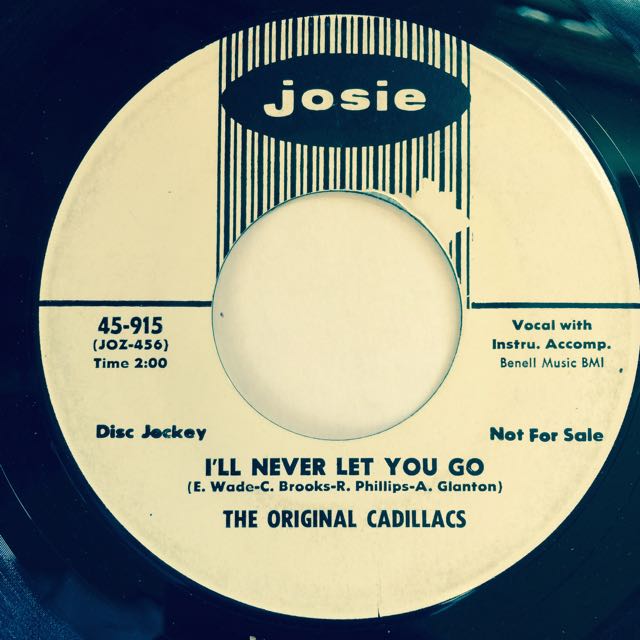 josie
45-915
(JOZ-456)
Time 2:00
Vocal with
Instru. Accomp.
Benell Music BMI
Disc Jockey
Not For Sale
I'LL NEVER LET YOU GO
(E. Wade-C. Brooks-R. Phillips-A. Glanton)
THE ORIGINAL CADILLACS